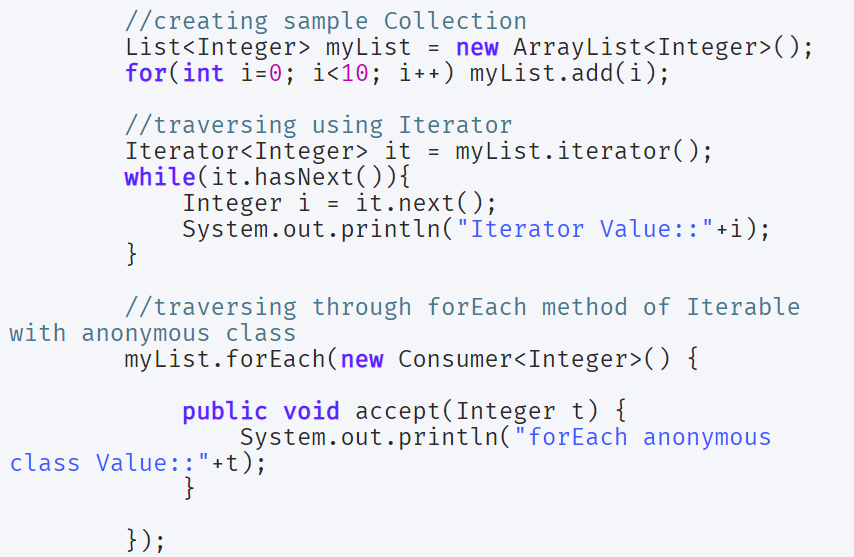 //creating sample Collection
List<Integer> myList = new ArrayList<Integer>();
for(int i=0; i<10; i++) myList.add(i);
//traversing using Iterator
Iterator<Integer> it = myList.iterator();
while(it.hasNext()){
Integer i = it.next();
System.out.println("Iterator Value::"+i);
}
//traversing through forEach method of Iterable
with anonymous class
myList.forEach(new Consumer<Integer>() {
public void accept(Integer t) {
System.out.println("forEach anonymous
class Value::"+t);
}
});